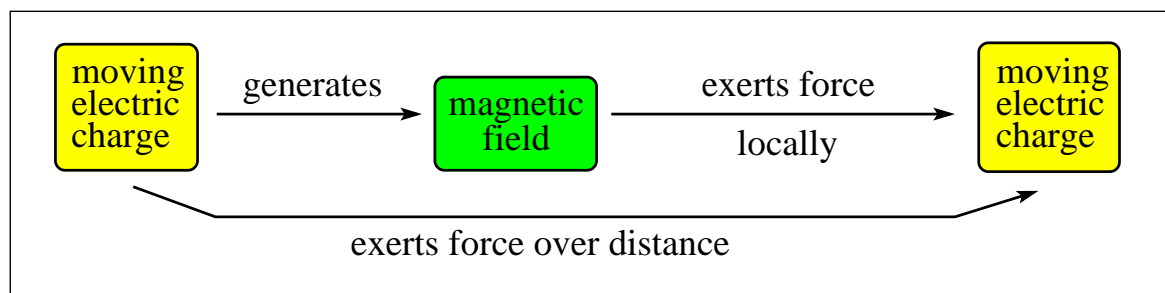 moving
electric
charge
generates
magnetic
field
exerts force
locally
moving
electric
charge
exerts force over distance